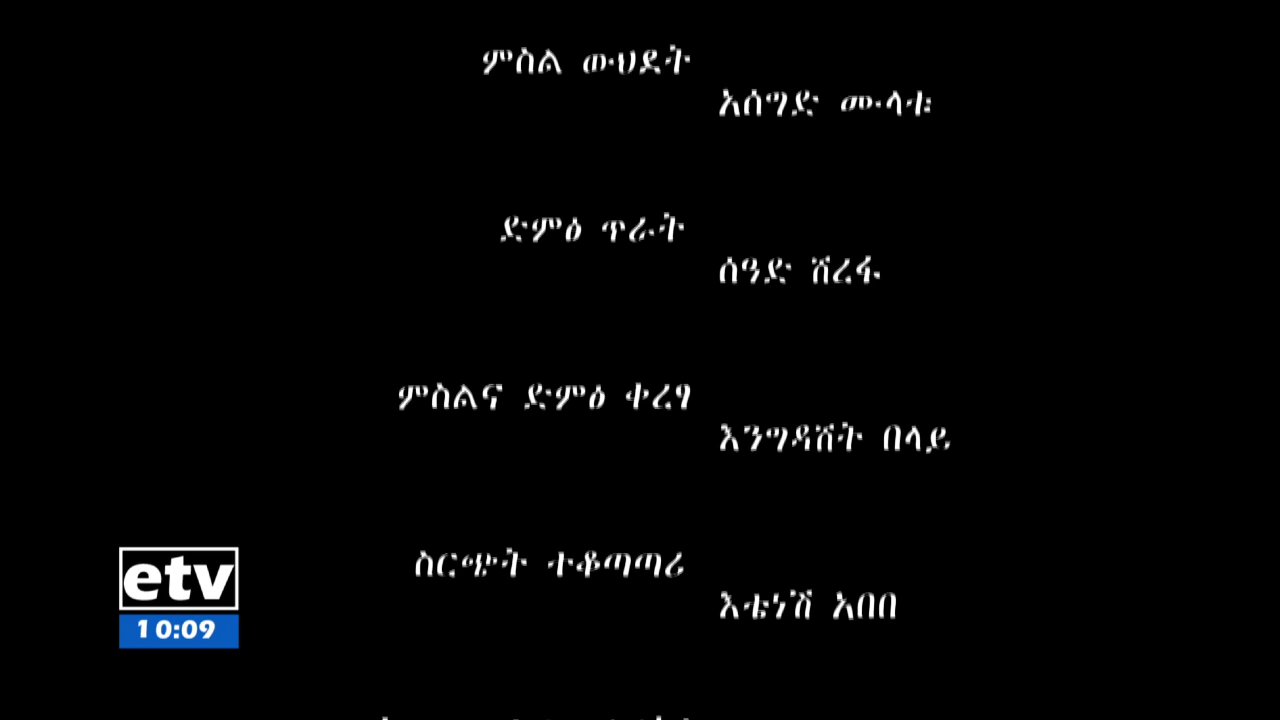 ምስል ውህደት
አሰግድ ሙላቱ
ድምፅ ጥራት
ሰዓድ ሸረፋ
ምስልና ድምፅ ቀረፃ
እንግዳሸት በላይ
ስርጭት ተቆጣጣሪ
እቴነሽ አበበ
etv
10:09